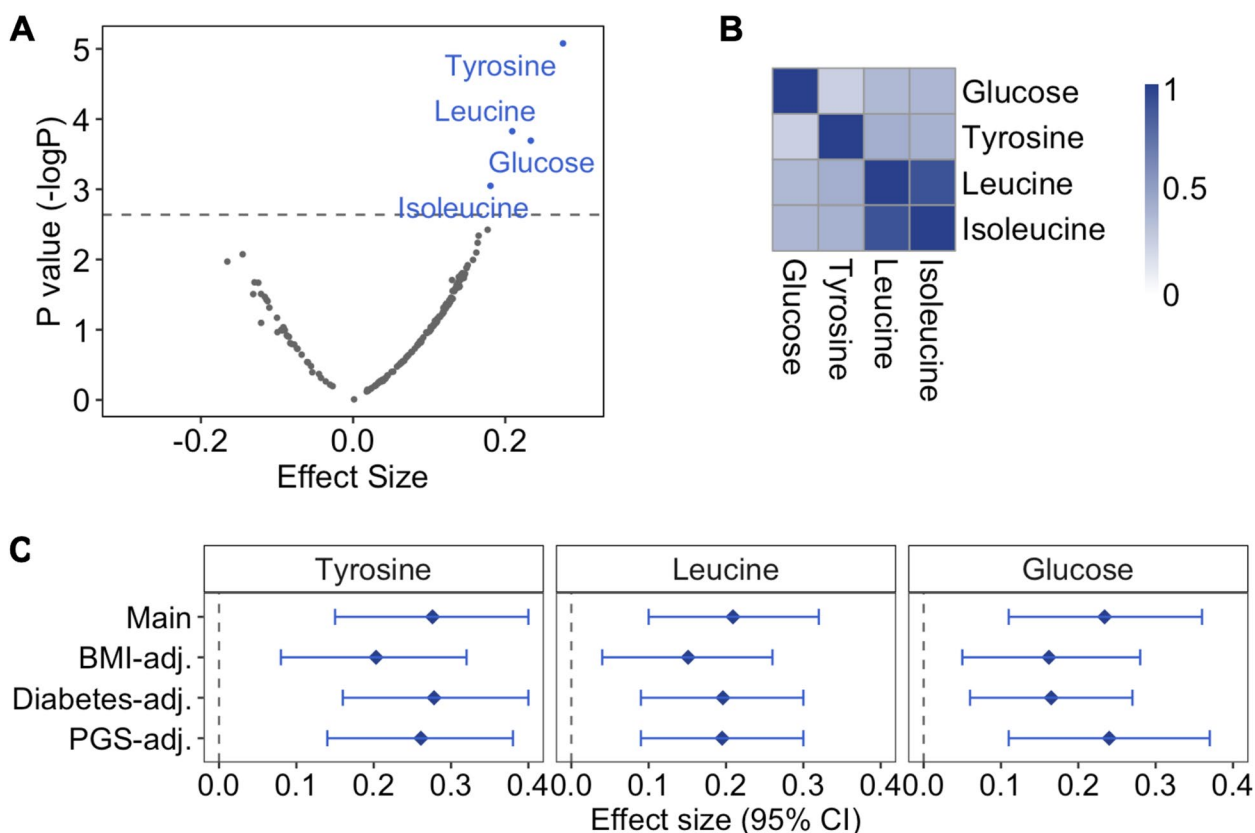 A
P value (-logP)
5
4
3
2
1
0
Tyrosine
Leucine
Glucose
Isoleucine
-0.2 0.0 0.2
Effect Size
B
Glucose
Tyrosine
Leucine
Isoleucine
Glucose Tyrosine Leucine Isoleucine
1
0.5
0
C
Tyrosine Leucine Glucose
Main
BMI-adj.
Diabetes-adj.
PGS-adj.
0.0 0.1 0.2 0.3 0.4 0.0 0.1 0.2 0.3 0.4 0.0 0.1 0.2 0.3 0.4
Effect size (95% CI)